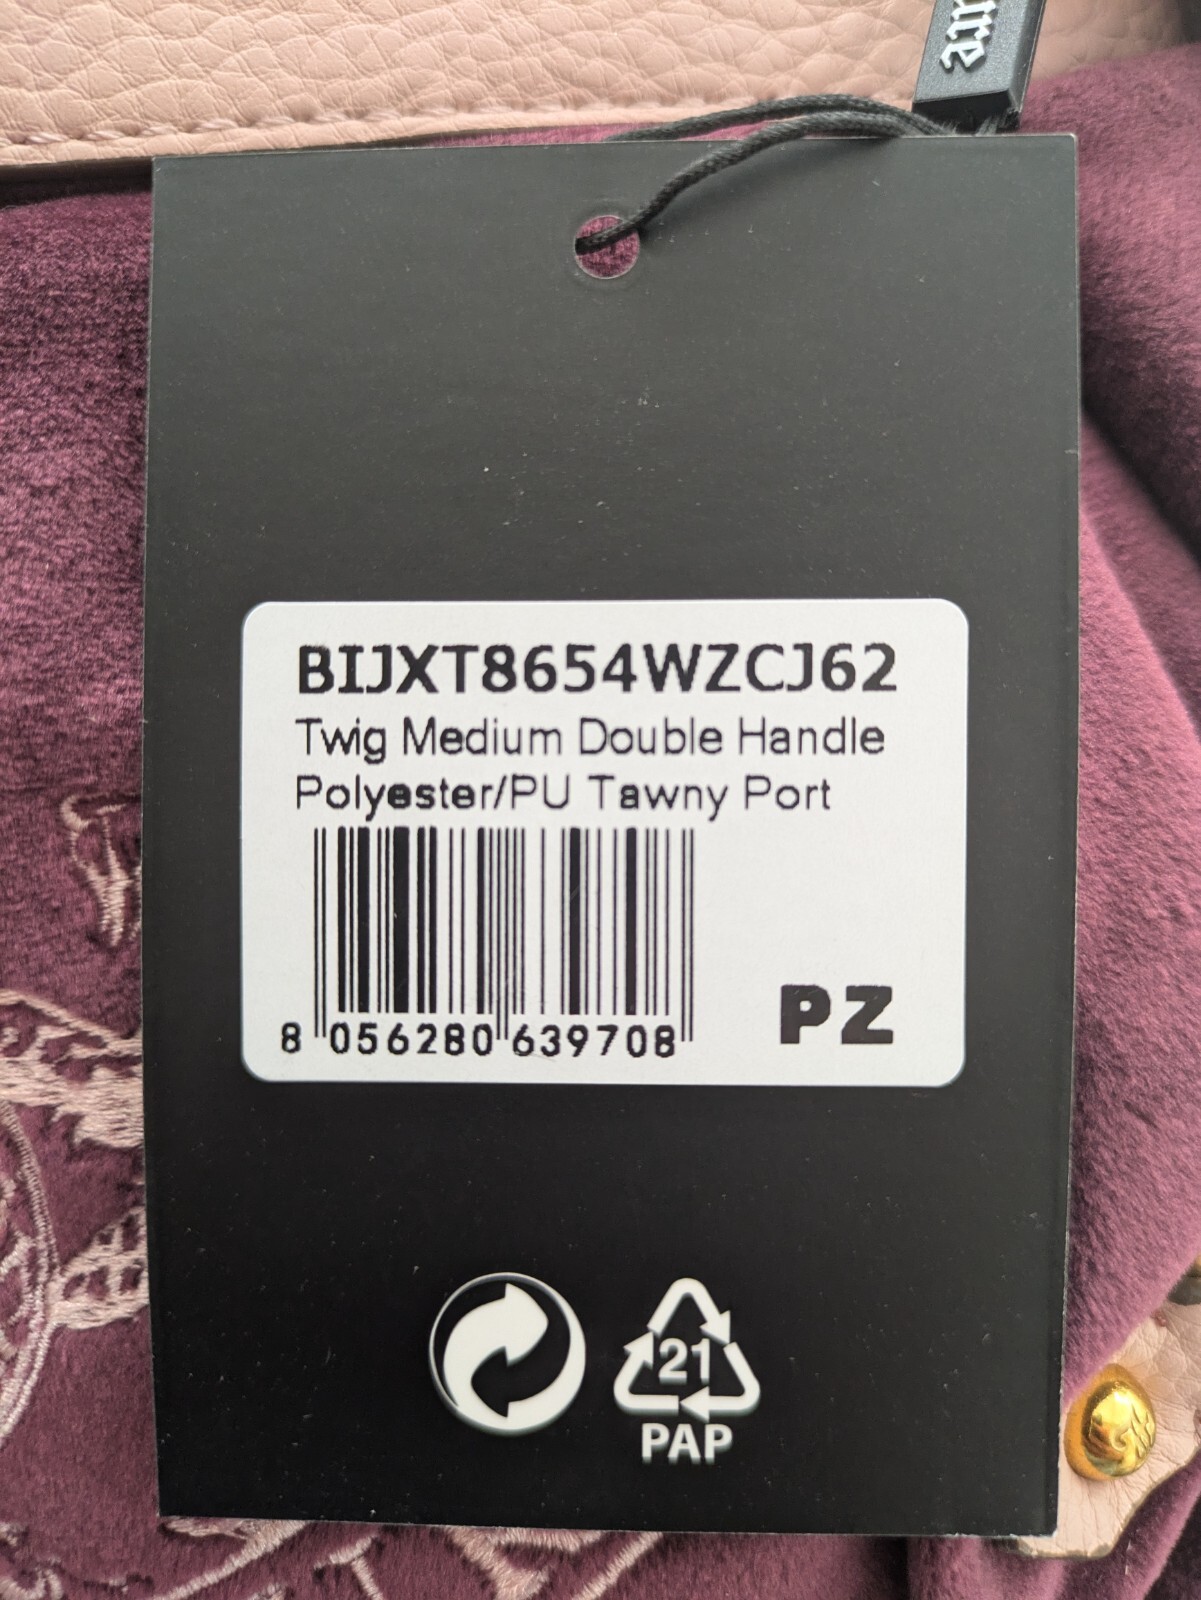 BIJXT8654WZCJ62
Twig Medium Double Handle
Polyester/PU Tawny Port
8 056280 639708
PZ
21
PAP